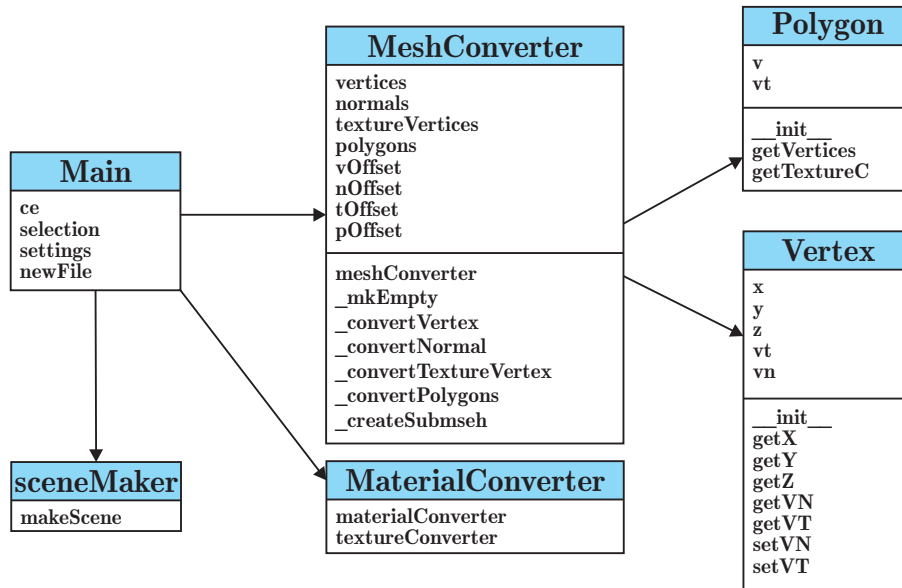 Main
ce
selection
settings
newFile
sceneMaker
makeScene
MeshConverter
vertices
normals
textureVertices
polygons
vOffset
nOffset
tOffset
pOffset
meshConverter
_mkEmpty
_convertVertex
_convertNormal
_convertTextureVertex
_convertPolygons
_createSubmseh
MaterialConverter
materialConverter
textureConverter
Polygon
v
vt
__init__
getVertices
getTextureC
Vertex
x
y
z
vt
vn
__init__
getX
getY
getZ
getVN
getVT
setVN
setVT